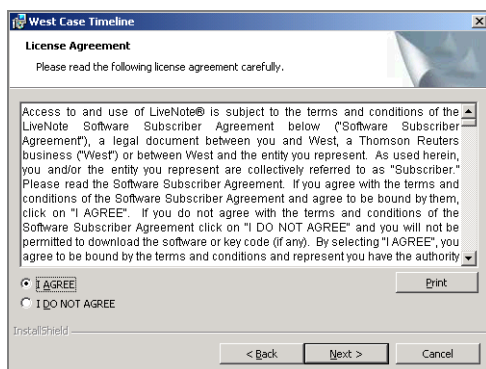 West Case Timeline
License Agreement
Please read the following license agreement carefully.
Access to and use of LiveNote® is subject to the terms and conditions of the
LiveNote Software Subscriber Agreement below ("Software Subscriber
Agreement"), a legal document between you and West, a Thomson Reuters
business ("West") or between West and the entity you represent. As used herein,
you and/or the entity you represent are collectively referred to as "Subscriber."
Please read the Software Subscriber Agreement. If you agree with the terms and
conditions of the Software Subscriber Agreement and agree to be bound by them,
click on "I AGREE". If you do not agree with the terms and conditions of the
Software Subscriber Agreement click on "I DO NOT AGREE" and you will not be
permitted to download the software or key code (if any). By selecting "I AGREE", you
agree to be bound by the terms and conditions and represent you have the authority
I AGREE
Print
I DO NOT AGREE
InstallShield
< Back Next > Cancel